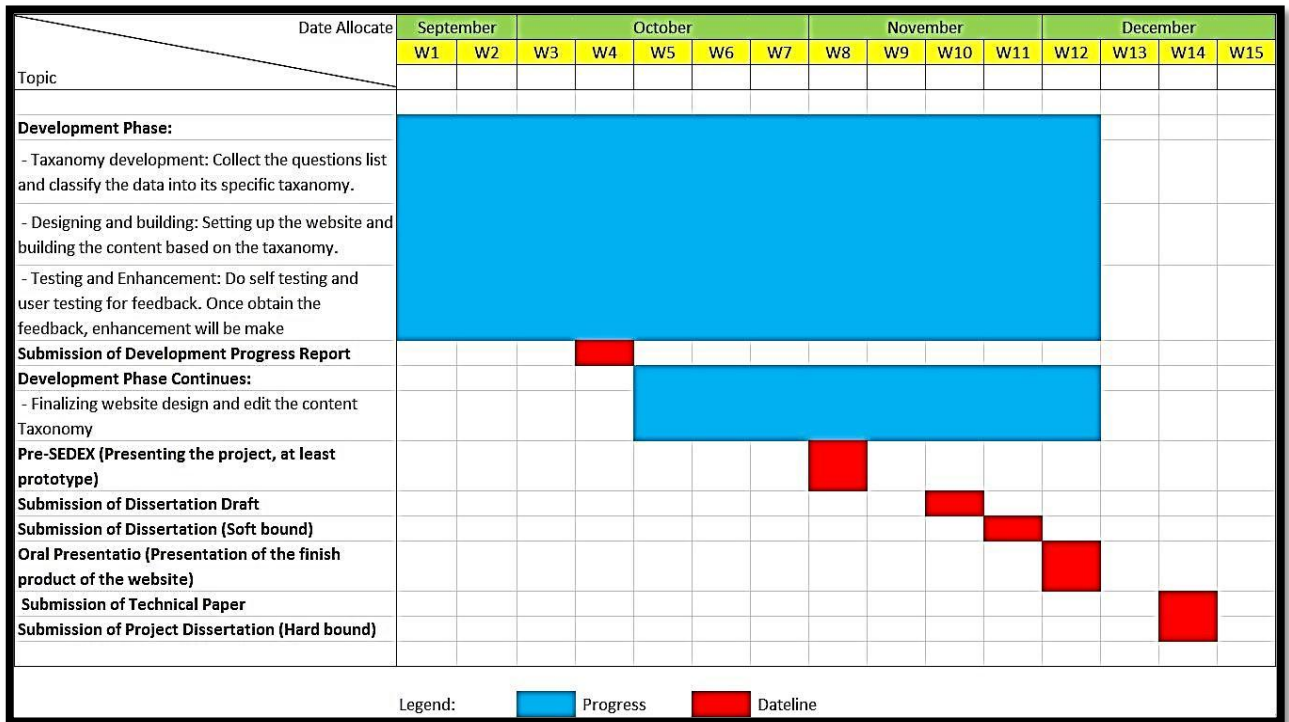 Date Allocate September October November December
W1 W2 W3 W4 W5 W6 W7 W8 W9 W10 W11 W12 W13 W14 W15
Topic
Development Phase:
- Taxanomy development: Collect the questions list
and classify the data into its specific taxanomy.
- Designing and building: Setting up the website and
building the content based on the taxanomy.
- Testing and Enhancement: Do self testing and
user testing for feedback. Once obtain the
feedback, enhancement will be make
Submission of Development Progress Report
Development Phase Continues:
- Finalizing website design and edit the content
Taxonomy
Pre-SEDEX (Presenting the project, at least
prototype)
Submission of Dissertation Draft
Submission of Dissertation (Soft bound)
Oral Presentatio (Presentation of the finish
product of the website)
Submission of Technical Paper
Submission of Project Dissertation (Hard bound)
Legend: Progress Dateline